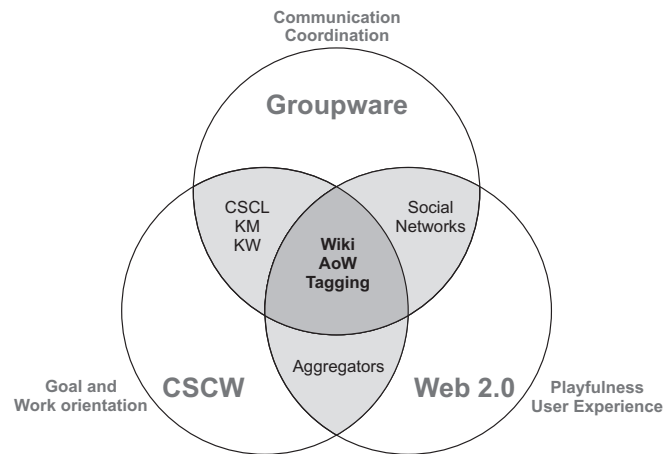 Communication
Coordination
Groupware
CSCL
KM
KW
Social
Networks
Wiki
AoW
Tagging
Aggregators
Goal and
Work orientation
CSCW
Web 2.0
Playfulness
User Experience